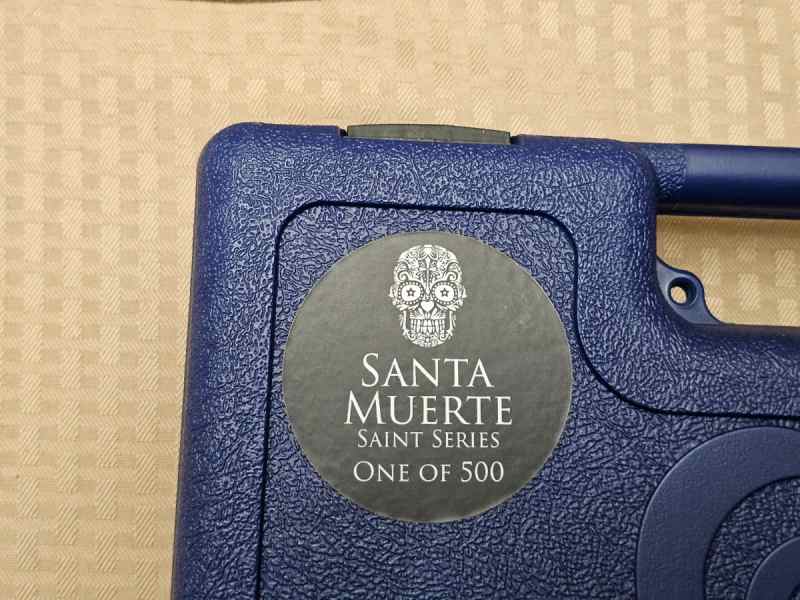 SANTA
MUERTE
SAINT SERIES
ONE OF 500